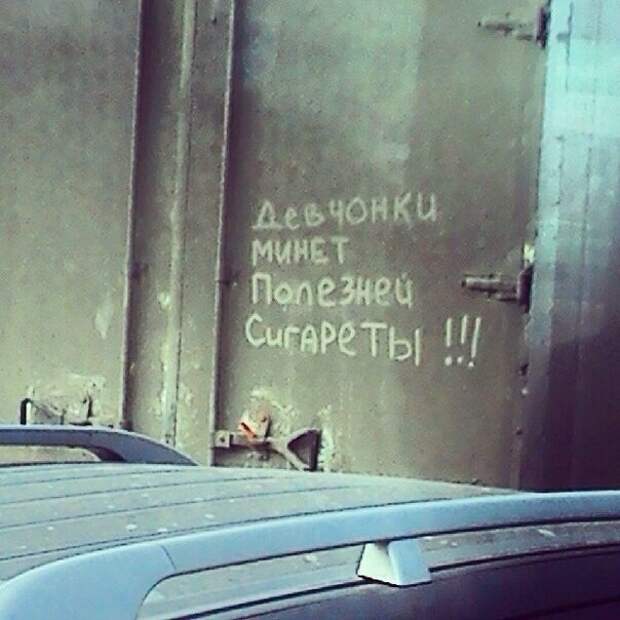 Девчонки
минет
Полезней
Сигареты !!!